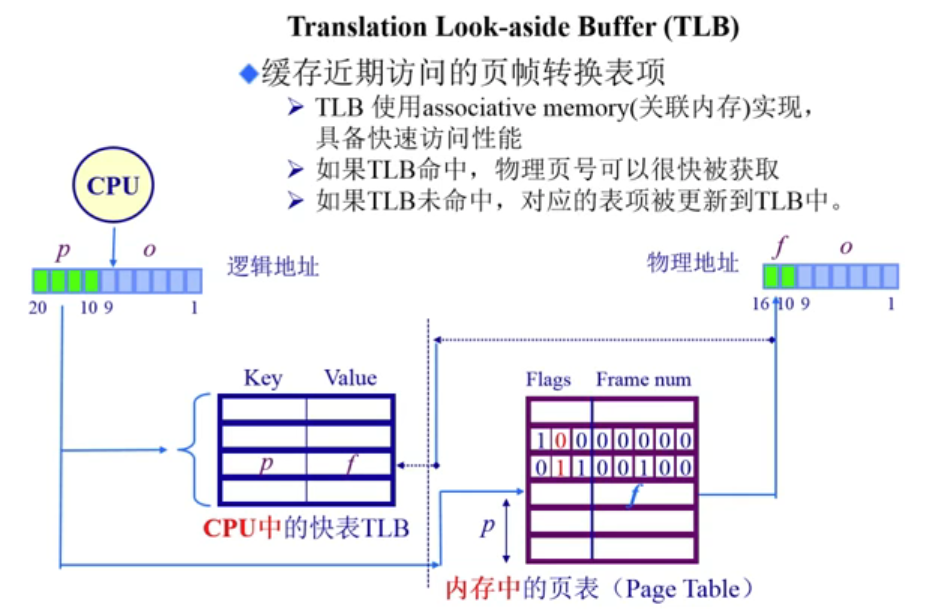 Translation Look-aside Buffer (TLB)
◆缓存近期访问的页帧转换表项
➢ TLB 使用associative memory(关联内存)实现，
具备快速访问性能
➢ 如果TLB命中，物理页号可以很快被获取
➢ 如果TLB未命中，对应的表项被更新到TLB中。
CPU
p o
逻辑地址
20 10 9 1
物理地址
f o
16 10 9 1
Key Value
p f
CPU中的快表TLB
Flags Frame num
1 0 0 0 0 0 0 0
0 1 1 0 0 1 0 0
f
p
内存中的页表（Page Table）